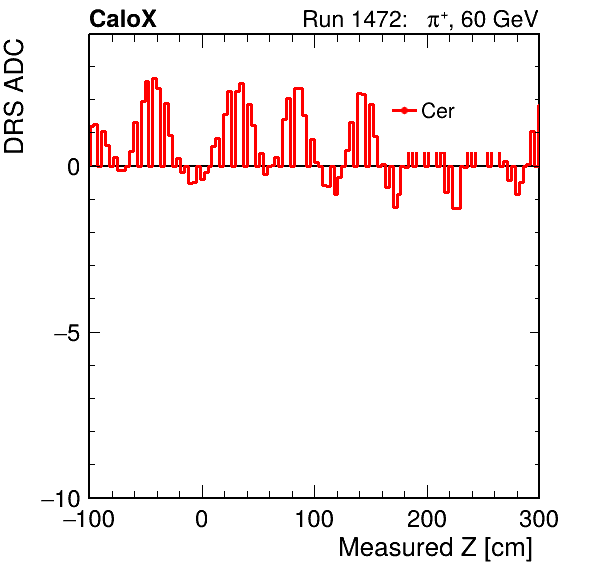 CaloX Run 1472: π⁺, 60 GeV
DRS ADC
Cer
0
−5
−10
−100 0 100 200 300
Measured Z [cm]